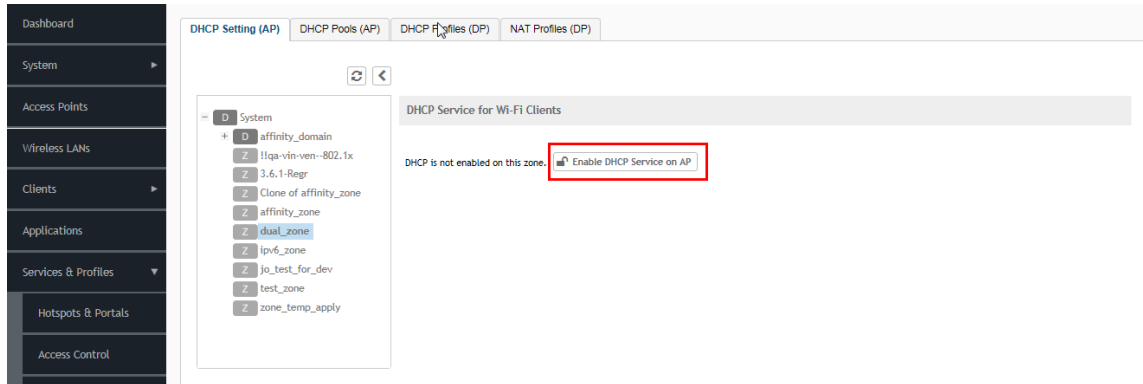 Dashboard
System
Access Points
Wireless LANs
Clients
Applications
Services & Profiles
Hotspots & Portals
Access Control
DHCP Setting (AP)
DHCP Pools (AP)
DHCP Profiles (DP)
NAT Profiles (DP)
D System
D affinity_domain
Z !!qa-vin-ven--802.1x
Z 3.6.1-Regr
Z Clone of affinity_zone
Z affinity_zone
Z dual_zone
Z ipv6_zone
Z jo_test_for_dev
Z test_zone
Z zone_temp_apply
DHCP Service for Wi-Fi Clients
DHCP is not enabled on this zone. Enable DHCP Service on AP